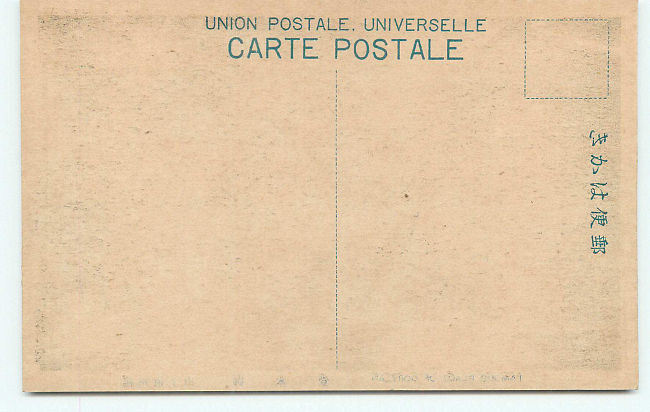 UNION POSTALE. UNIVERSELLE
CARTE POSTALE
郵便はかき